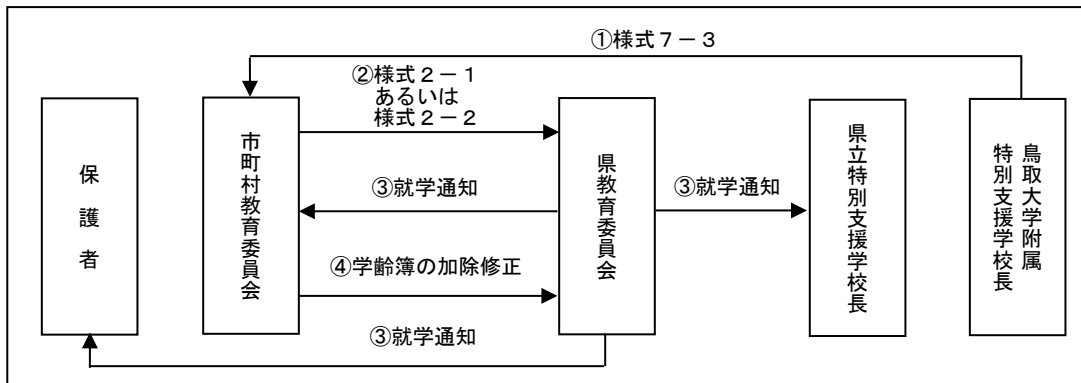 ①様式７－３
②様式２－１
あるいは
様式２－２
保護者
市町村教育委員会
③就学通知
④学齢簿の加除修正
③就学通知
県教育委員会
③就学通知
県立特別支援学校長
鳥取大学附属
特別支援学校長